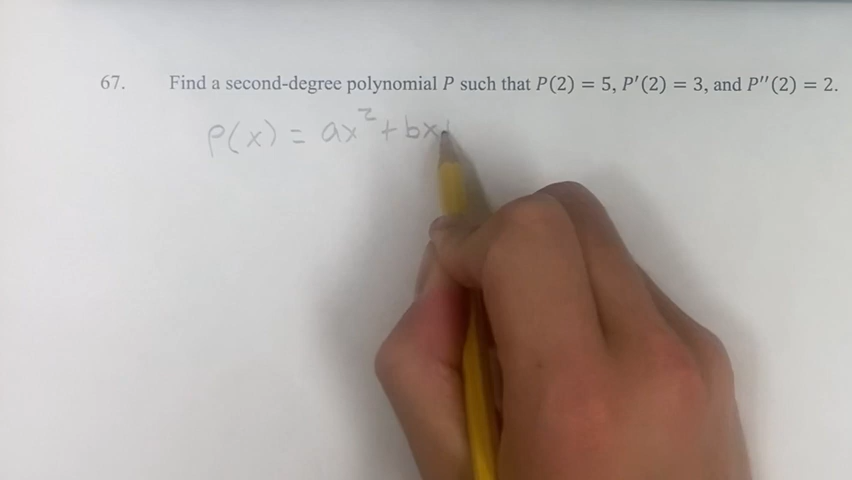 67. Find a second-degree polynomial P such that P(2) = 5, P′(2) = 3, and P″(2) = 2.
P(x) = ax² + bx